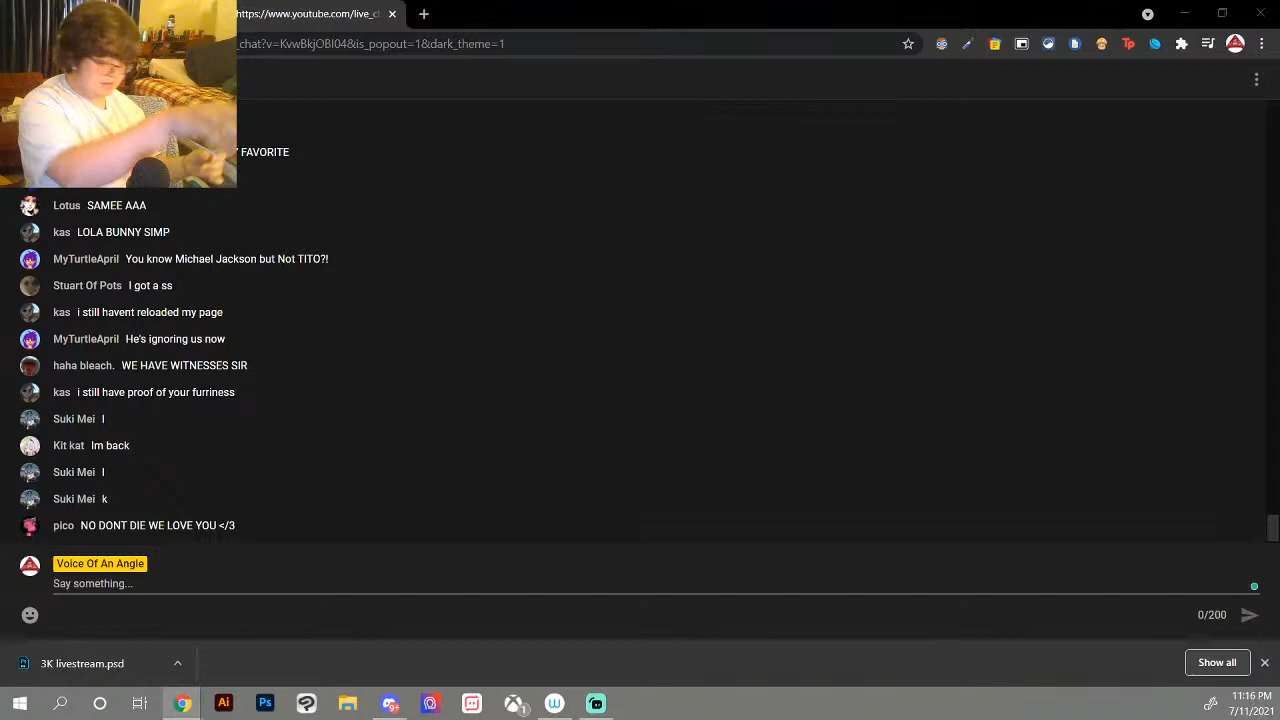 https://www.youtube.com/live_cl
_chat?v=KvwBkjOBI04&is_popout=1&dark_theme=1
FAVORITE
Lotus SAMEE AAA
kas LOLA BUNNY SIMP
MyTurtleApril You know Michael Jackson but Not TITO?!
Stuart Of Pots I got a ss
kas i still havent reloaded my page
MyTurtleApril He's ignoring us now
haha bleach. WE HAVE WITNESSES SIR
kas i still have proof of your furriness
Suki Mei I
Kit kat Im back
Suki Mei I
Suki Mei k
pico NO DONT DIE WE LOVE YOU </3
Voice Of An Angle
Say something...
0/200
3K livestream.psd
Show all
Tp
Ai
Ps
11:16 PM
7/11/2021